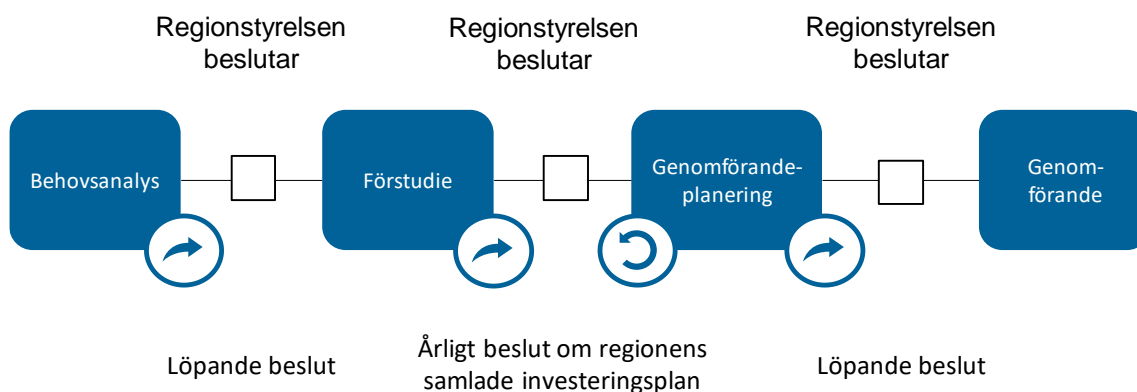 Regionstyrelsen
beslutar
Regionstyrelsen
beslutar
Regionstyrelsen
beslutar
Behovsanalys
Förstudie
Genomförande-
planering
Genom-
förande
Löpande beslut
Årligt beslut om regionens
samlade investeringsplan
Löpande beslut